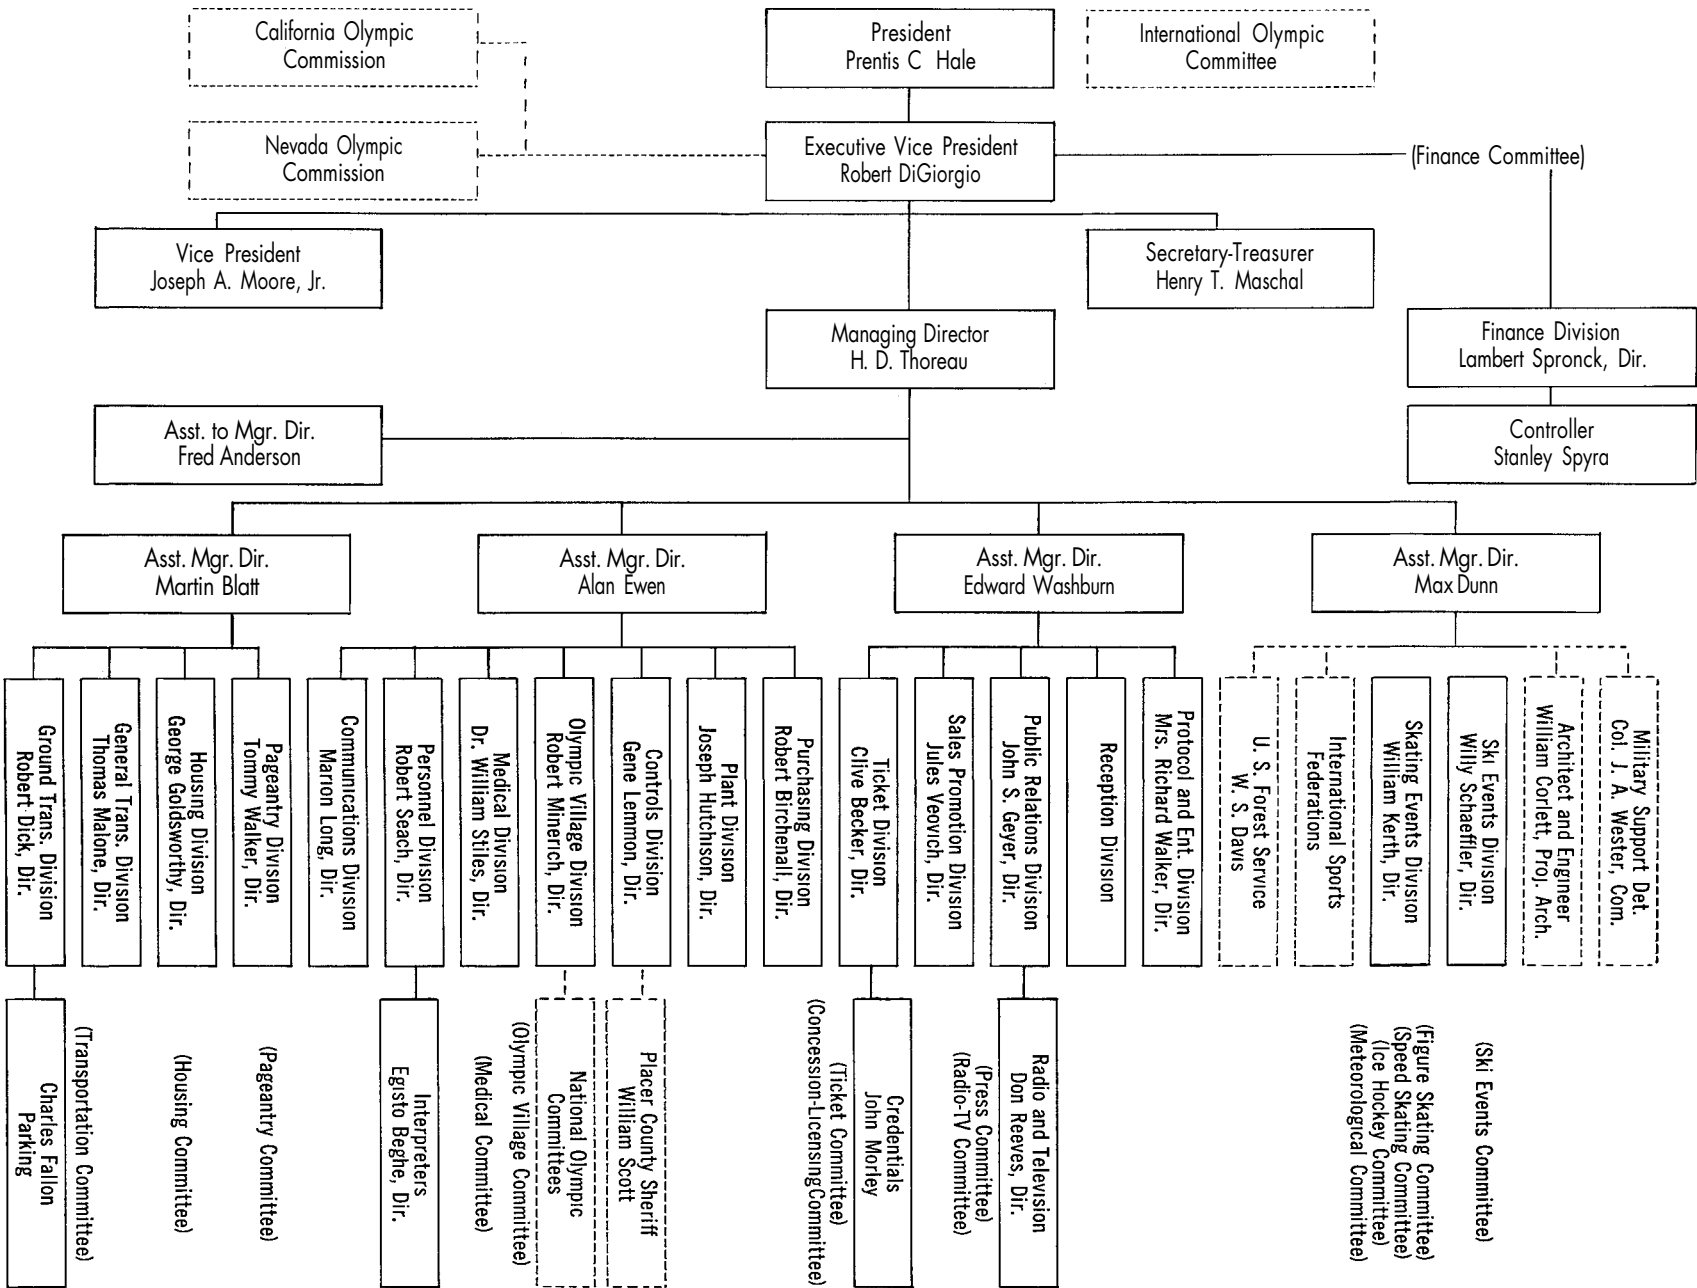 California Olympic
Commission
President
Prentis C Hale
International Olympic
Committee
Nevada Olympic
Commission
Executive Vice President
Robert DiGiorgio
(Finance Committee)
Vice President
Joseph A. Moore, Jr.
Secretary-Treasurer
Henry T. Maschal
Managing Director
H. D. Thoreau
Finance Division
Lambert Spronck, Dir.
Asst. to Mgr. Dir.
Fred Anderson
Controller
Stanley Spyra
Asst. Mgr. Dir.
Martin Blatt
Asst. Mgr. Dir.
Alan Ewen
Asst. Mgr. Dir.
Edward Washburn
Asst. Mgr. Dir.
Max Dunn
Ground Trans. Division
Robert Dick, Dir.
General Trans. Division
Thomas Malone, Dir.
Housing Division
George Goldsworthy, Dir.
Pageantry Division
Tommy Walker, Dir.
Communications Division
Marion Long, Dir.
Personnel Division
Robert Seach, Dir.
Medical Division
Dr. William Stiles, Dir.
Olympic Village Division
Robert Minerich, Dir.
Controls Division
Gene Lemmon, Dir.
Plant Division
Joseph Hutchison, Dir.
Purchasing Division
Robert Birchenall, Dir.
Ticket Division
Clive Becker, Dir.
Sales Promotion Division
Jules Veovich, Dir.
Public Relations Division
John S. Geyer, Dir.
Reception Division
Protocol and Ent. Division
Mrs. Richard Walker, Dir.
U. S. Forest Service
W. S. Davis
International Sports
Federations
Skating Events Division
William Kerth, Dir.
Ski Events Division
Willy Schaeffler, Dir.
Architect and Engineer
William Corlett, Proj. Arch.
Military Support Det.
Col. J. A. Wester, Com.
Charles Fallon
Parking
(Transportation Committee)
(Housing Committee)
(Pageantry Committee)
Interpreters
Egisto Beghe, Dir.
(Medical Committee)
(Olympic Village Committee)
National Olympic
Committees
Placer County Sheriff
William Scott
(Ticket Committee)
(Concession-Licensing Committee)
Credentials
John Morley
(Press Committee)
(Radio-TV Committee)
Radio and Television
Don Reeves, Dir.
(Figure Skating Committee)
(Speed Skating Committee)
(Ice Hockey Committee)
(Meteorological Committee)
(Ski Events Committee)